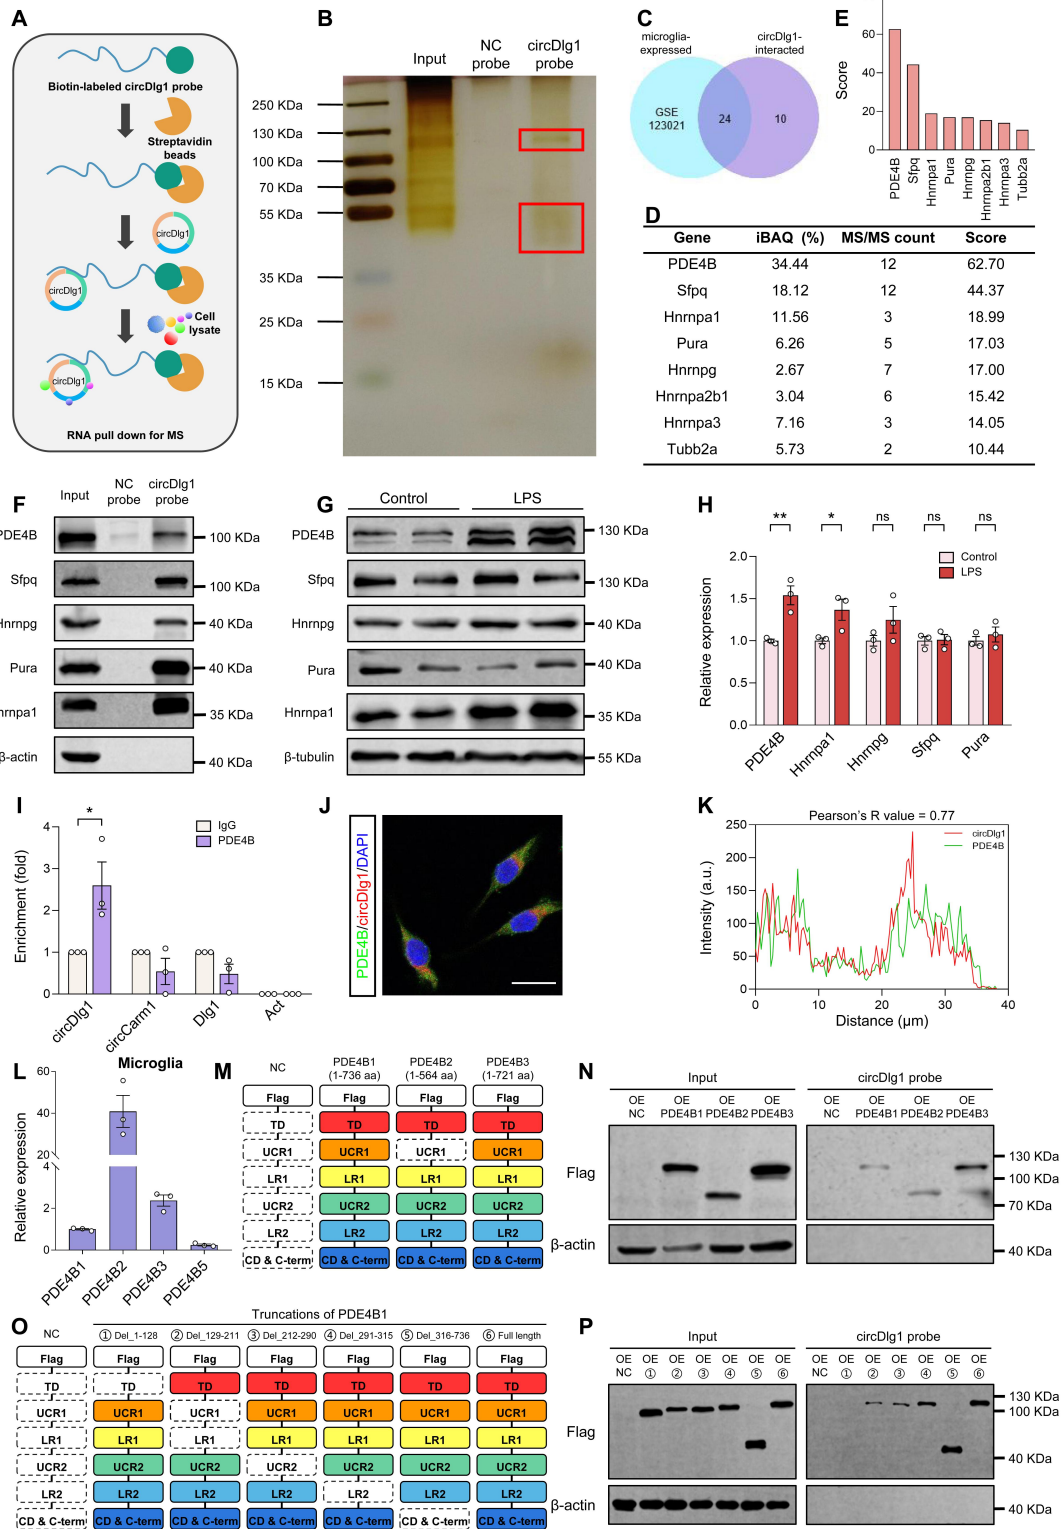 A
Biotin-labeled circDlg1 probe
Streptavidin
beads
circDlg1
circDlg1
Cell
lysate
circDlg1
RNA pull down for MS
B
Input
NC
probe
circDlg1
probe
250 KDa
130 KDa
100 KDa
70 KDa
55 KDa
35 KDa
25 KDa
15 KDa
C
microglia-
expressed
circDlg1-
interacted
GSE
123021
24
10
E
Score
60
40
20
0
PDE4B
Sfpq
Hnrnpa1
Pura
Hnrnpg
Hnrnpa2b1
Hnrnpa3
Tubb2a
D
Gene iBAQ (%) MS/MS count Score
PDE4B 34.44 12 62.70
Sfpq 18.12 12 44.37
Hnrnpa1 11.56 3 18.99
Pura 6.26 5 17.03
Hnrnpg 2.67 7 17.00
Hnrnpa2b1 3.04 6 15.42
Hnrnpa3 7.16 3 14.05
Tubb2a 5.73 2 10.44
F
Input
NC
probe
circDlg1
probe
PDE4B 100 KDa
Sfpq 100 KDa
Hnrnpg 40 KDa
Pura 40 KDa
nrnpa1 35 KDa
β-actin 40 KDa
G
Control LPS
PDE4B 130 KDa
Sfpq 130 KDa
Hnrnpg 40 KDa
Pura 40 KDa
Hnrnpa1 35 KDa
β-tubulin 55 KDa
H
** * ns ns ns
Control
LPS
Relative expression
2.0
1.5
1.0
0.5
0.0
PDE4B
Hnrnpa1
Hnrnpg
Sfpq
Pura
I
*
IgG
PDE4B
Enrichment (fold)
4
2
1
0
circDlg1
circCarm1
Dlg1
Act
J
PDE4B/circDlg1/DAPI
K
Pearson's R value = 0.77
circDlg1
PDE4B
Intensity (a.u.)
250
200
150
100
50
0
0 10 20 30 40
Distance (μm)
L
Microglia
Relative expression
60
40
20
4
2
0
PDE4B1
PDE4B2
PDE4B3
PDE4B5
M
NC
PDE4B1
(1-736 aa)
PDE4B2
(1-564 aa)
PDE4B3
(1-721 aa)
Flag Flag Flag Flag
TD TD TD TD
UCR1 UCR1 UCR1 UCR1
LR1 LR1 LR1 LR1
UCR2 UCR2 UCR2 UCR2
LR2 LR2 LR2 LR2
CD & C-term CD & C-term CD & C-term CD & C-term
N
Input circDlg1 probe
OE OE OE OE OE OE OE OE
NC PDE4B1 PDE4B2 PDE4B3 NC PDE4B1 PDE4B2 PDE4B3
Flag
130 KDa
100 KDa
70 KDa
β-actin 40 KDa
O
Truncations of PDE4B1
NC ① Del_1-128 ② Del_129-211 ③ Del_212-290 ④ Del_291-315 ⑤ Del_316-736 ⑥ Full length
Flag Flag Flag Flag Flag Flag Flag
TD TD TD TD TD TD TD
UCR1 UCR1 UCR1 UCR1 UCR1 UCR1 UCR1
LR1 LR1 LR1 LR1 LR1 LR1 LR1
UCR2 UCR2 UCR2 UCR2 UCR2 UCR2 UCR2
LR2 LR2 LR2 LR2 LR2 LR2 LR2
CD & C-term CD & C-term CD & C-term CD & C-term CD & C-term CD & C-term CD & C-term
P
Input circDlg1 probe
OE OE OE OE OE OE OE OE OE OE OE OE OE OE
NC ① ② ③ ④ ⑤ ⑥ NC ① ② ③ ④ ⑤ ⑥
Flag
130 KDa
100 KDa
40 KDa
β-actin 40 KDa